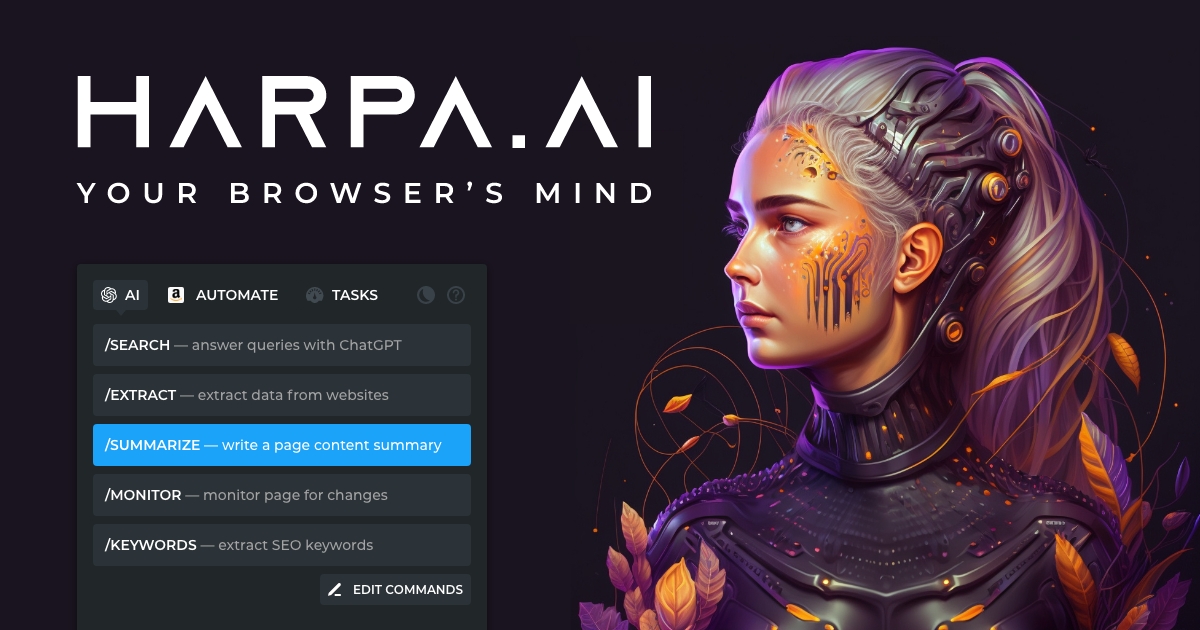 HARPA.AI
YOUR BROWSER’S MIND
AI AUTOMATE TASKS
/SEARCH — answer queries with ChatGPT
/EXTRACT — extract data from websites
/SUMMARIZE — write a page content summary
/MONITOR — monitor page for changes
/KEYWORDS — extract SEO keywords
EDIT COMMANDS